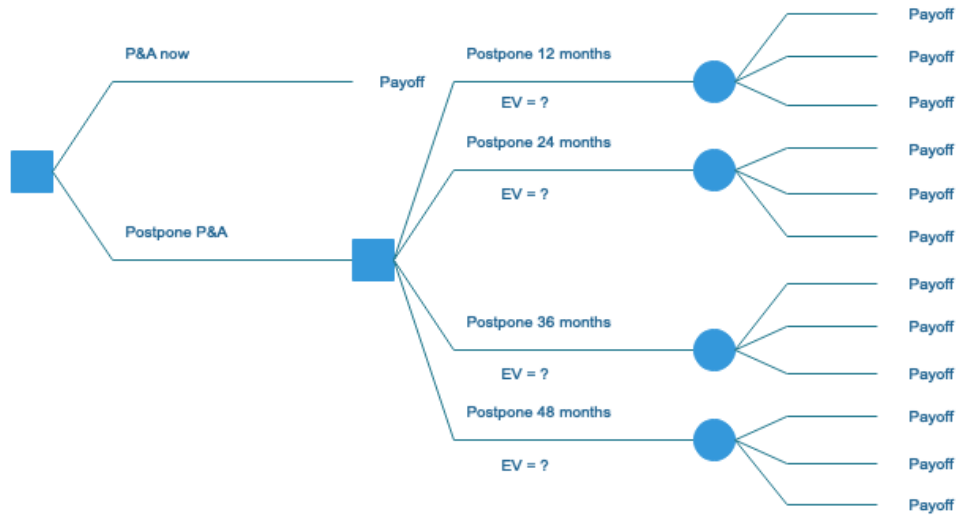 P&A now
Payoff
Postpone P&A
Postpone 12 months
EV = ?
Payoff
Payoff
Payoff
Postpone 24 months
EV = ?
Payoff
Payoff
Payoff
Postpone 36 months
EV = ?
Payoff
Payoff
Payoff
Postpone 48 months
EV = ?
Payoff
Payoff
Payoff